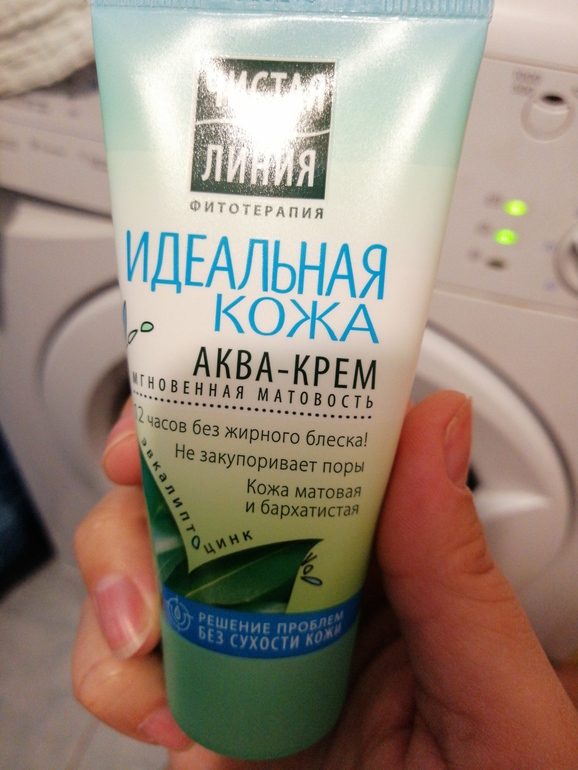 ЧИСТАЯ
ЛИНИЯ
ФИТОТЕРАПИЯ
ИДЕАЛЬНАЯ
КОЖА
АКВА-КРЕМ
МГНОВЕННАЯ МАТОВОСТЬ
12 часов без жирного блеска!
Не закупоривает поры
Кожа матовая
и бархатистая
эвкалипт
цинк
РЕШЕНИЕ ПРОБЛЕМ
БЕЗ СУХОСТИ КОЖИ